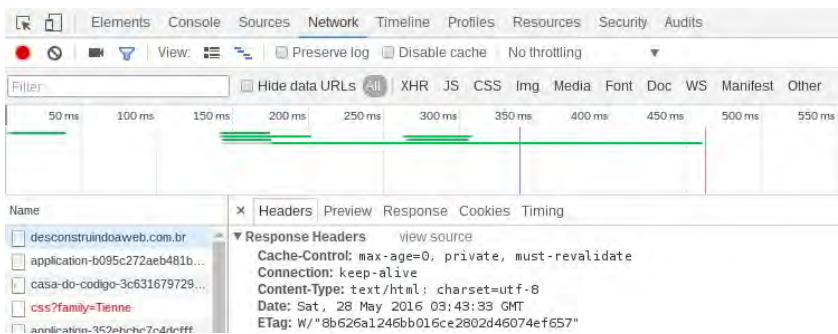 Elements Console Sources Network Timeline Profiles Resources Security Audits
View: Preserve log Disable cache No throttling
Filter Hide data URLs All XHR JS CSS Img Media Font Doc WS Manifest Other
50 ms 100 ms 150 ms 200 ms 250 ms 300 ms 350 ms 400 ms 450 ms 500 ms 550 ms
Name × Headers Preview Response Cookies Timing
desconstruindoaweb.com.br
application-b095c272aeb481b...
casa-do-codigo-3c631679729...
css?family=Tienne
application-352ebcbc7c4dcfff
Response Headers view source
Cache-Control: max-age=0, private, must-revalidate
Connection: keep-alive
Content-Type: text/html; charset=utf-8
Date: Sat, 28 May 2016 03:43:33 GMT
ETag: W/"8b626a1246bb016ce2802d46074ef657"